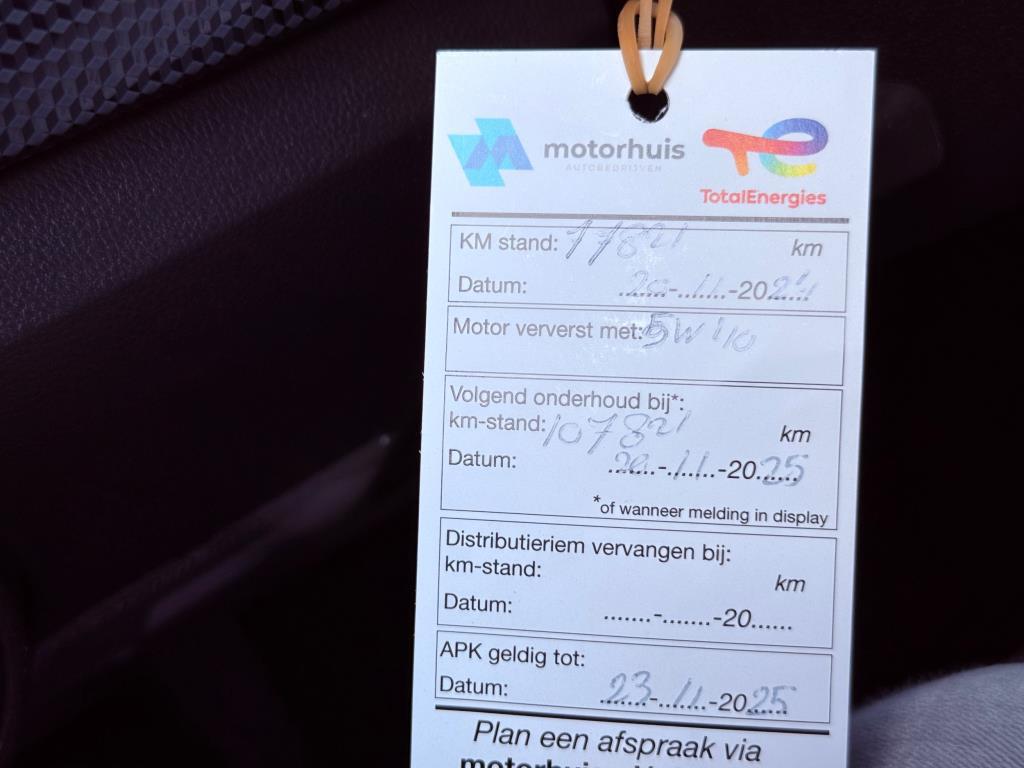 motorhuis
AUTOBEDRIJVEN
TotalEnergies
KM stand: 77821 km
Datum: 20-11-2024
Motor ververst met: 5W
Volgend onderhoud bij*:
km-stand: 107821 km
Datum: 20-11-2025
*of wanneer melding in display
Distributieriem vervangen bij:
km-stand: km
Datum: .......-.......-20......
APK geldig tot:
Datum: 23-11-2025
Plan een afspraak via